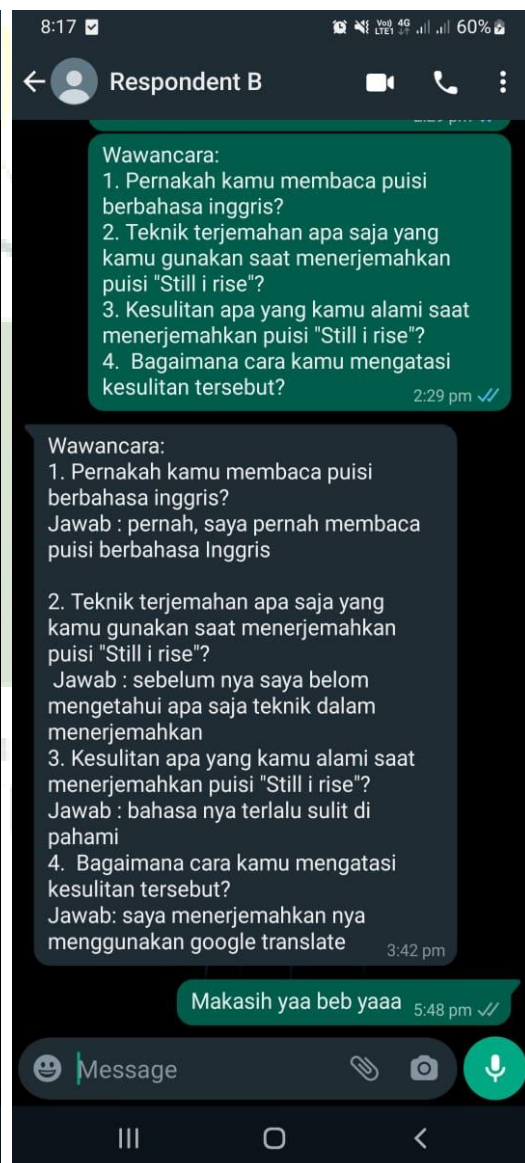 8:17
Voo) 4G
LTE1 60%
Respondent B
Wawancara:
1. Pernakah kamu membaca puisi
berbahasa inggris?
2. Teknik terjemahan apa saja yang
kamu gunakan saat menerjemahkan
puisi "Still i rise"?
3. Kesulitan apa yang kamu alami saat
menerjemahkan puisi "Still i rise"?
4.  Bagaimana cara kamu mengatasi
kesulitan tersebut?
2:29 pm
Wawancara:
1. Pernakah kamu membaca puisi
berbahasa inggris?
Jawab : pernah, saya pernah membaca
puisi berbahasa Inggris
2. Teknik terjemahan apa saja yang
kamu gunakan saat menerjemahkan
puisi "Still i rise"?
Jawab : sebelum nya saya belom
mengetahui apa saja teknik dalam
menerjemahkan
3. Kesulitan apa yang kamu alami saat
menerjemahkan puisi "Still i rise"?
Jawab : bahasa nya terlalu sulit di
pahami
4.  Bagaimana cara kamu mengatasi
kesulitan tersebut?
Jawab: saya menerjemahkan nya
menggunakan google translate
3:42 pm
Makasih yaa beb yaaa
5:48 pm
Message